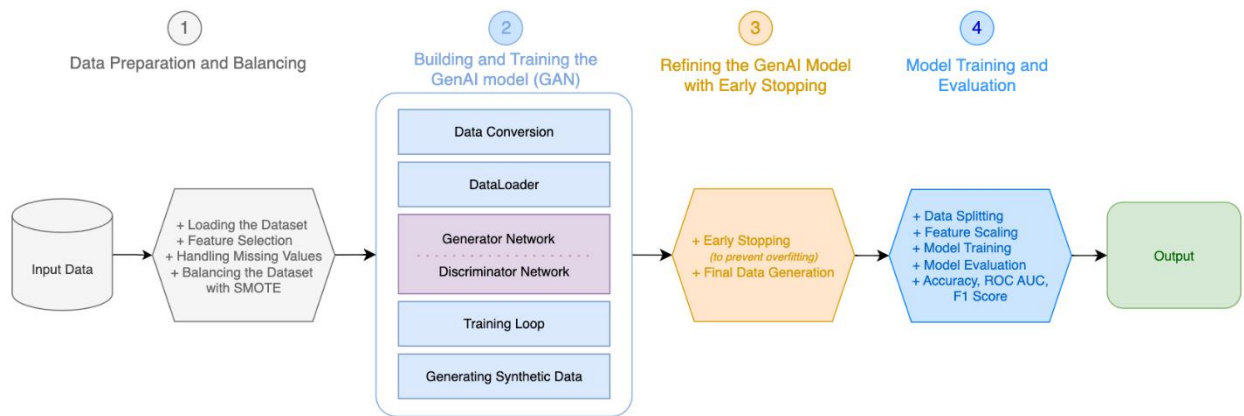 1
Data Preparation and Balancing
2
Building and Training the
GenAI model (GAN)
3
Refining the GenAI Model
with Early Stopping
4
Model Training and
Evaluation
Input Data
+ Loading the Dataset
+ Feature Selection
+ Handling Missing Values
+ Balancing the Dataset
with SMOTE
Data Conversion
DataLoader
Generator Network
Discriminator Network
Training Loop
Generating Synthetic Data
+ Early Stopping
(to prevent overfitting)
+ Final Data Generation
+ Data Splitting
+ Feature Scaling
+ Model Training
+ Model Evaluation
+ Accuracy, ROC AUC,
F1 Score
Output